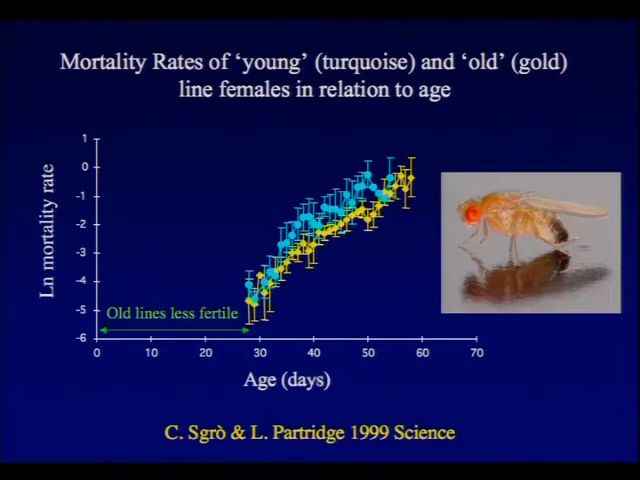 Mortality Rates of ‘young’ (turquoise) and ‘old’ (gold)
line females in relation to age
Ln mortality rate
1
0
-1
-2
-3
-4
-5
-6
Old lines less fertile
0 10 20 30 40 50 60 70
Age (days)
C. Sgrò & L. Partridge 1999 Science